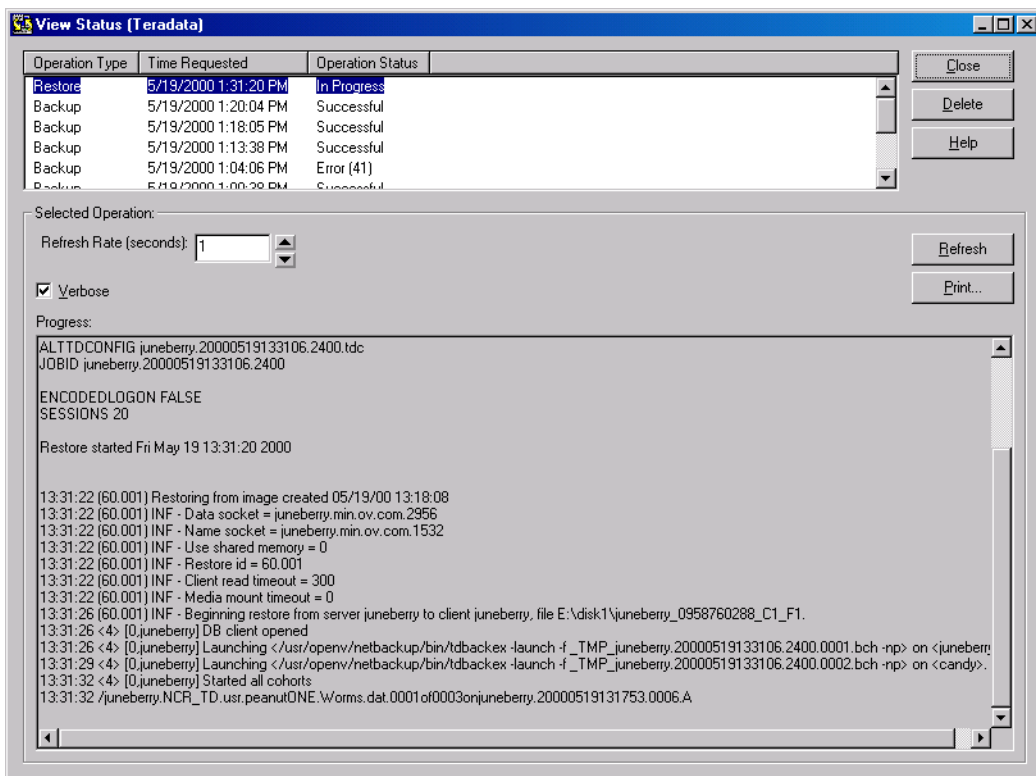 View Status (Teradata)
Operation Type Time Requested Operation Status
Close
Restore 5/19/2000 1:31:20 PM In Progress
Backup 5/19/2000 1:20:04 PM Successful
Delete
Backup 5/19/2000 1:18:05 PM Successful
Backup 5/19/2000 1:13:38 PM Successful
Help
Backup 5/19/2000 1:04:06 PM Error (41)
Backup 5/19/2000 1:00:28 PM Successful
Selected Operation:
Refresh Rate (seconds): 1
Refresh
Verbose
Print...
Progress:
ALTTDCONFIG juneberry.20000519133106.2400.tdc
JOBID juneberry.20000519133106.2400
ENCODEDLOGON FALSE
SESSIONS 20
Restore started Fri May 19 13:31:20 2000
13:31:22 (60.001) Restoring from image created 05/19/00 13:18:08
13:31:22 (60.001) INF - Data socket = juneberry.min.ov.com.2956
13:31:22 (60.001) INF - Name socket = juneberry.min.ov.com.1532
13:31:22 (60.001) INF - Use shared memory = 0
13:31:22 (60.001) INF - Restore id = 60.001
13:31:22 (60.001) INF - Client read timeout = 300
13:31:22 (60.001) INF - Media mount timeout = 0
13:31:26 (60.001) INF - Beginning restore from server juneberry to client juneberry, file E:\disk1\juneberry_0958760288_C1_F1.
13:31:26 <4> [0,juneberry] DB client opened
13:31:26 <4> [0,juneberry] Launching </usr/openv/netbackup/bin/tdbackex -launch -f _TMP_juneberry.20000519133106.2400.0001.bch -np> on <juneberr
13:31:29 <4> [0,juneberry] Launching </usr/openv/netbackup/bin/tdbackex -launch -f _TMP_juneberry.20000519133106.2400.0002.bch -np> on <candy>.
13:31:32 <4> [0,juneberry] Started all cohorts
13:31:32 /juneberry.NCR_TD.usr.peanutONE.Worms.dat.0001of0003onjuneberry.20000519131753.0006.A